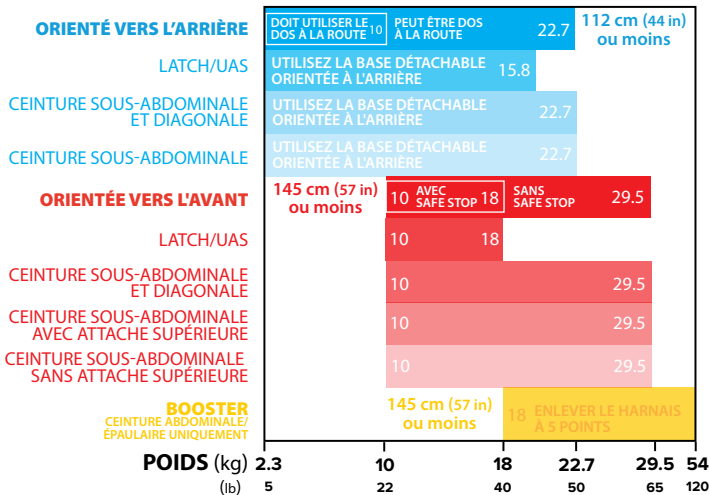 ORIENTÉ VERS L'ARRIÈRE
DOIT UTILISER LE
DOS À LA ROUTE 10
PEUT ÊTRE DOS
À LA ROUTE
22.7
112 cm (44 in)
ou moins
LATCH/UAS
UTILISEZ LA BASE DÉTACHABLE
ORIENTÉE À L'ARRIÈRE
15.8
CEINTURE SOUS-ABDOMINALE
ET DIAGONALE
UTILISEZ LA BASE DÉTACHABLE
ORIENTÉE À L'ARRIÈRE
22.7
CEINTURE SOUS-ABDOMINALE
UTILISEZ LA BASE DÉTACHABLE
ORIENTÉE À L'ARRIÈRE
22.7
ORIENTÉE VERS L'AVANT
145 cm (57 in)
ou moins
10 AVEC
SAFE STOP 18
SANS
SAFE STOP
29.5
LATCH/UAS
10 18
CEINTURE SOUS-ABDOMINALE
ET DIAGONALE
10 29.5
CEINTURE SOUS-ABDOMINALE
AVEC ATTACHE SUPÉRIEURE
10 29.5
CEINTURE SOUS-ABDOMINALE
SANS ATTACHE SUPÉRIEURE
10 29.5
BOOSTER
CEINTURE ABDOMINALE/
ÉPAULAIRE UNIQUEMENT
145 cm (57 in)
ou moins
18 ENLEVER LE HARNAIS
À 5 POINTS
POIDS (kg) 2.3 10 18 22.7 29.5 54
(lb) 5 22 40 50 65 120